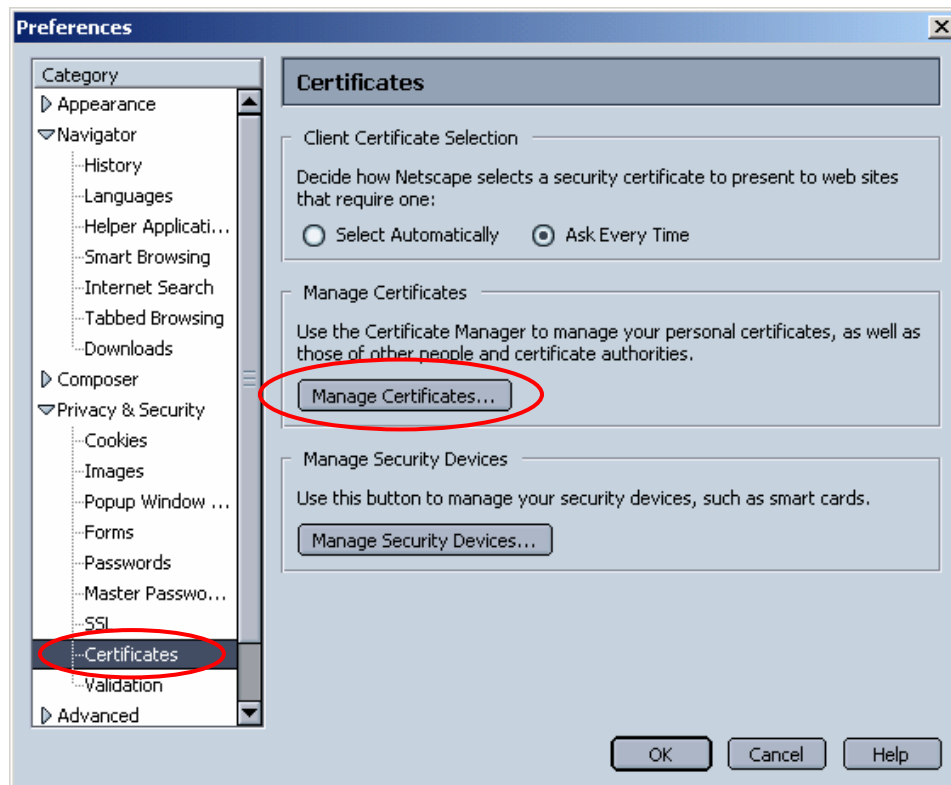 Preferences
Category
Appearance
Navigator
History
Languages
Helper Applicati...
Smart Browsing
Internet Search
Tabbed Browsing
Downloads
Composer
Privacy & Security
Cookies
Images
Popup Window ...
Forms
Passwords
Master Passwo...
SSL
Certificates
Validation
Advanced
Certificates
Client Certificate Selection
Decide how Netscape selects a security certificate to present to web sites
that require one:
Select Automatically Ask Every Time
Manage Certificates
Use the Certificate Manager to manage your personal certificates, as well as
those of other people and certificate authorities.
Manage Certificates...
Manage Security Devices
Use this button to manage your security devices, such as smart cards.
Manage Security Devices...
OK Cancel Help